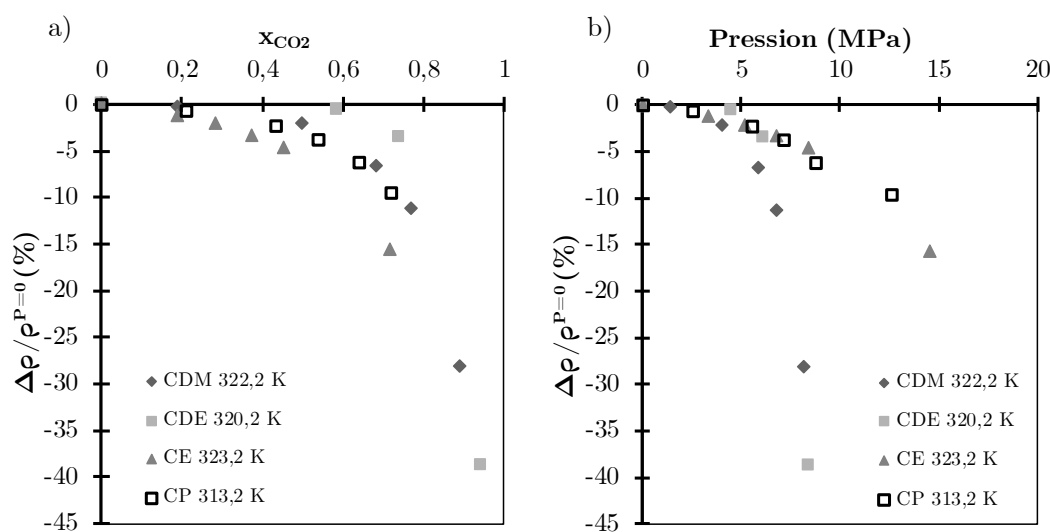 a)
x_CO2
0 0,2 0,4 0,6 0,8 1
0
-5
-10
-15
-20
-25
-30
-35
-40
-45
Δρ/ρ^P=0 (%)
CDM 322,2 K
CDE 320,2 K
CE 323,2 K
CP 313,2 K
b)
Pression (MPa)
0 5 10 15 20
0
-5
-10
-15
-20
-25
-30
-35
-40
-45
Δρ/ρ^P=0 (%)
CDM 322,2 K
CDE 320,2 K
CE 323,2 K
CP 313,2 K